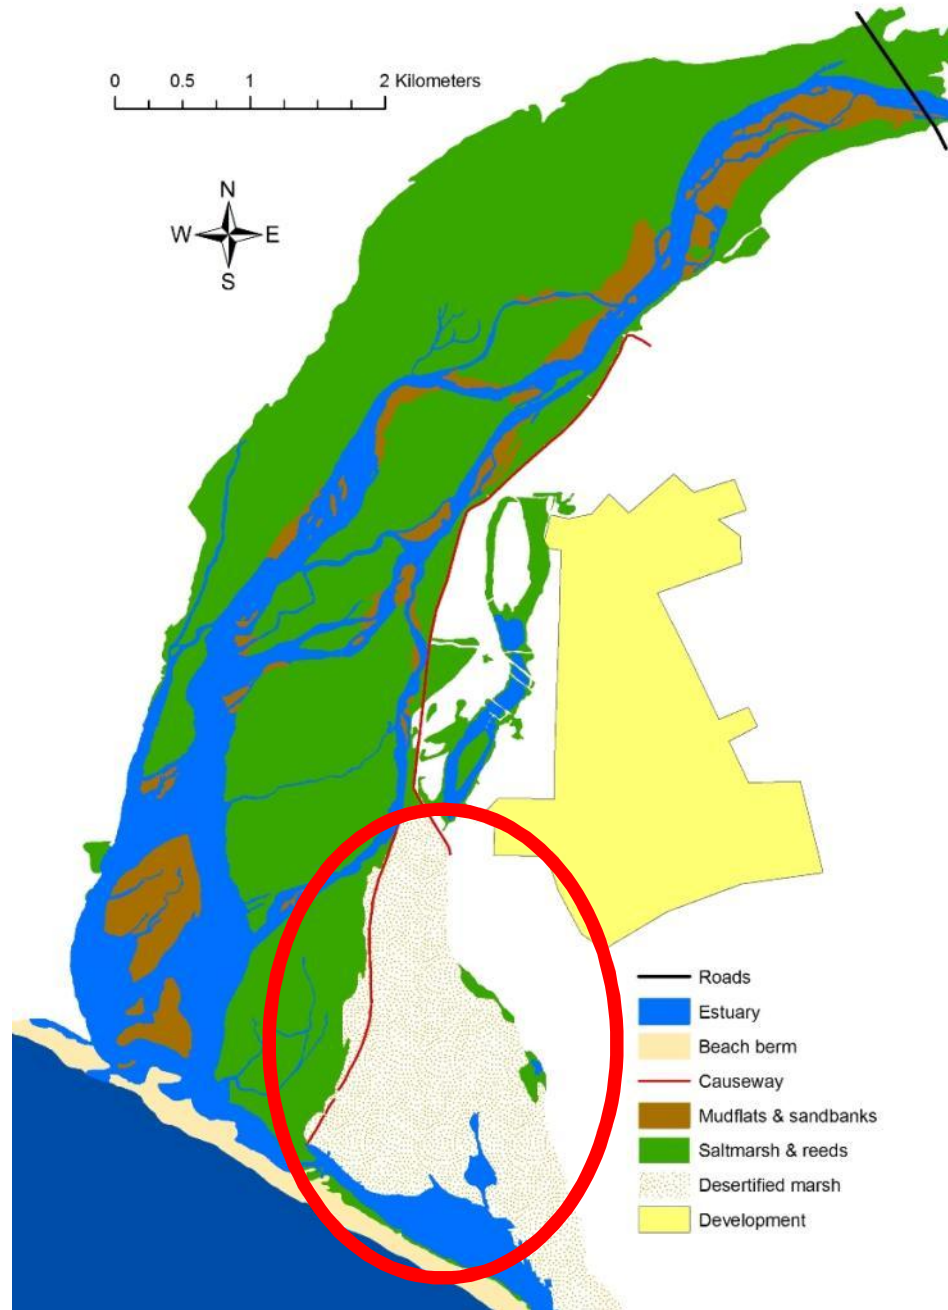 0 0.5 1 2 Kilometers
N
W E
S
Roads
Estuary
Beach berm
Causeway
Mudflats & sandbanks
Saltmarsh & reeds
Desertified marsh
Development